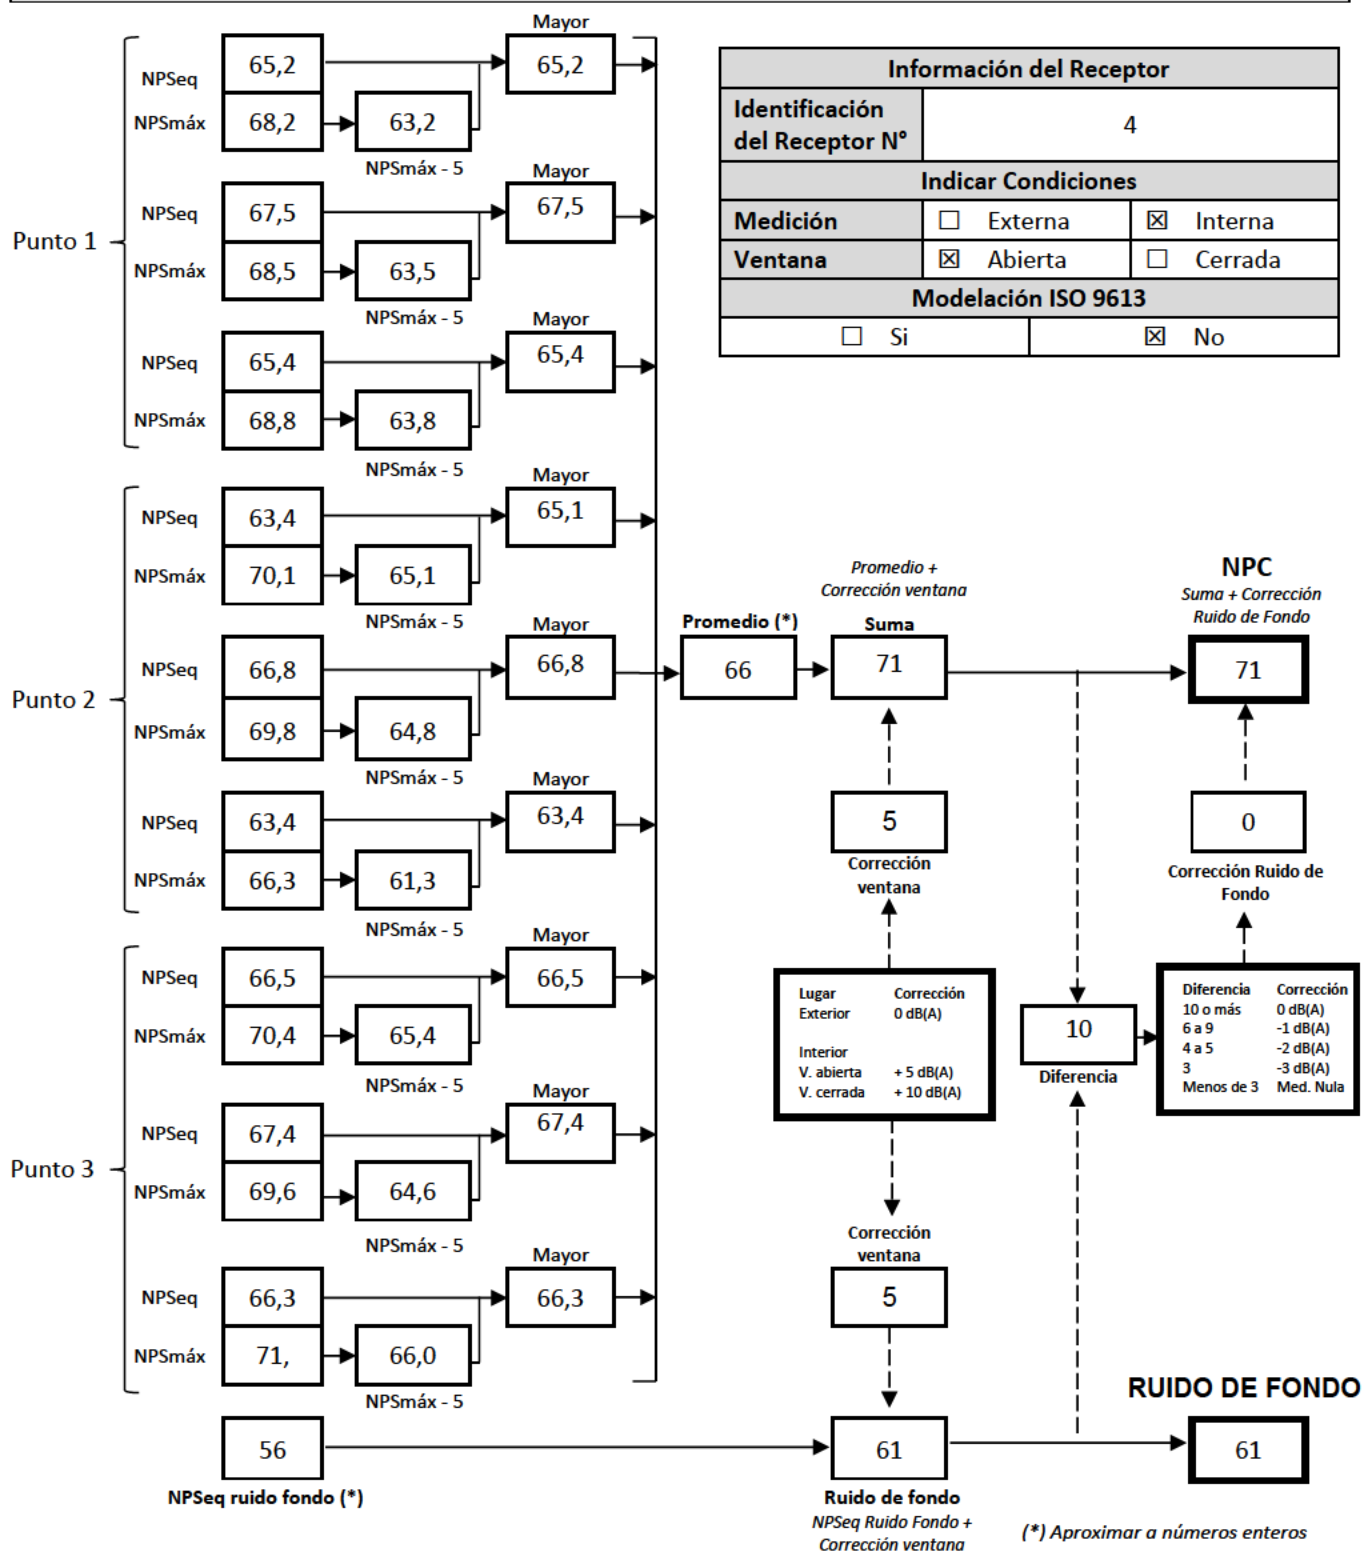 Mayor
NPSeq 65,2 65,2
NPSmáx 68,2 63,2
NPSmáx - 5
Mayor
NPSeq 67,5 67,5
Punto 1
NPSmáx 68,5 63,5
NPSmáx - 5
Mayor
NPSeq 65,4 65,4
NPSmáx 68,8 63,8
NPSmáx - 5
Mayor
NPSeq 63,4 65,1
NPSmáx 70,1 65,1
NPSmáx - 5
Mayor
NPSeq 66,8 66,8
Punto 2
NPSmáx 69,8 64,8
NPSmáx - 5
Mayor
NPSeq 63,4 63,4
NPSmáx 66,3 61,3
NPSmáx - 5
Mayor
NPSeq 66,5 66,5
NPSmáx 70,4 65,4
NPSmáx - 5
Mayor
NPSeq 67,4 67,4
Punto 3
NPSmáx 69,6 64,6
NPSmáx - 5
Mayor
NPSeq 66,3 66,3
NPSmáx 71, 66,0
NPSmáx - 5
56
NPSeq ruido fondo (*)
Información del Receptor
Identificación
del Receptor N° 4
Indicar Condiciones
Medición ☐ Externa ☒ Interna
Ventana ☒ Abierta ☐ Cerrada
Modelación ISO 9613
☐ Si ☒ No
Promedio (*)
66
Promedio +
Corrección ventana
Suma
71
5
Corrección
ventana
Lugar Corrección
Exterior 0 dB(A)
Interior
V. abierta + 5 dB(A)
V. cerrada + 10 dB(A)
Corrección
ventana
5
61
Ruido de fondo
NPSeq Ruido Fondo +
Corrección ventana
NPC
Suma + Corrección
Ruido de Fondo
71
0
Corrección Ruido de
Fondo
10
Diferencia
Diferencia Corrección
10 o más 0 dB(A)
6 a 9 -1 dB(A)
4 a 5 -2 dB(A)
3 -3 dB(A)
Menos de 3 Med. Nula
RUIDO DE FONDO
61
(*) Aproximar a números enteros